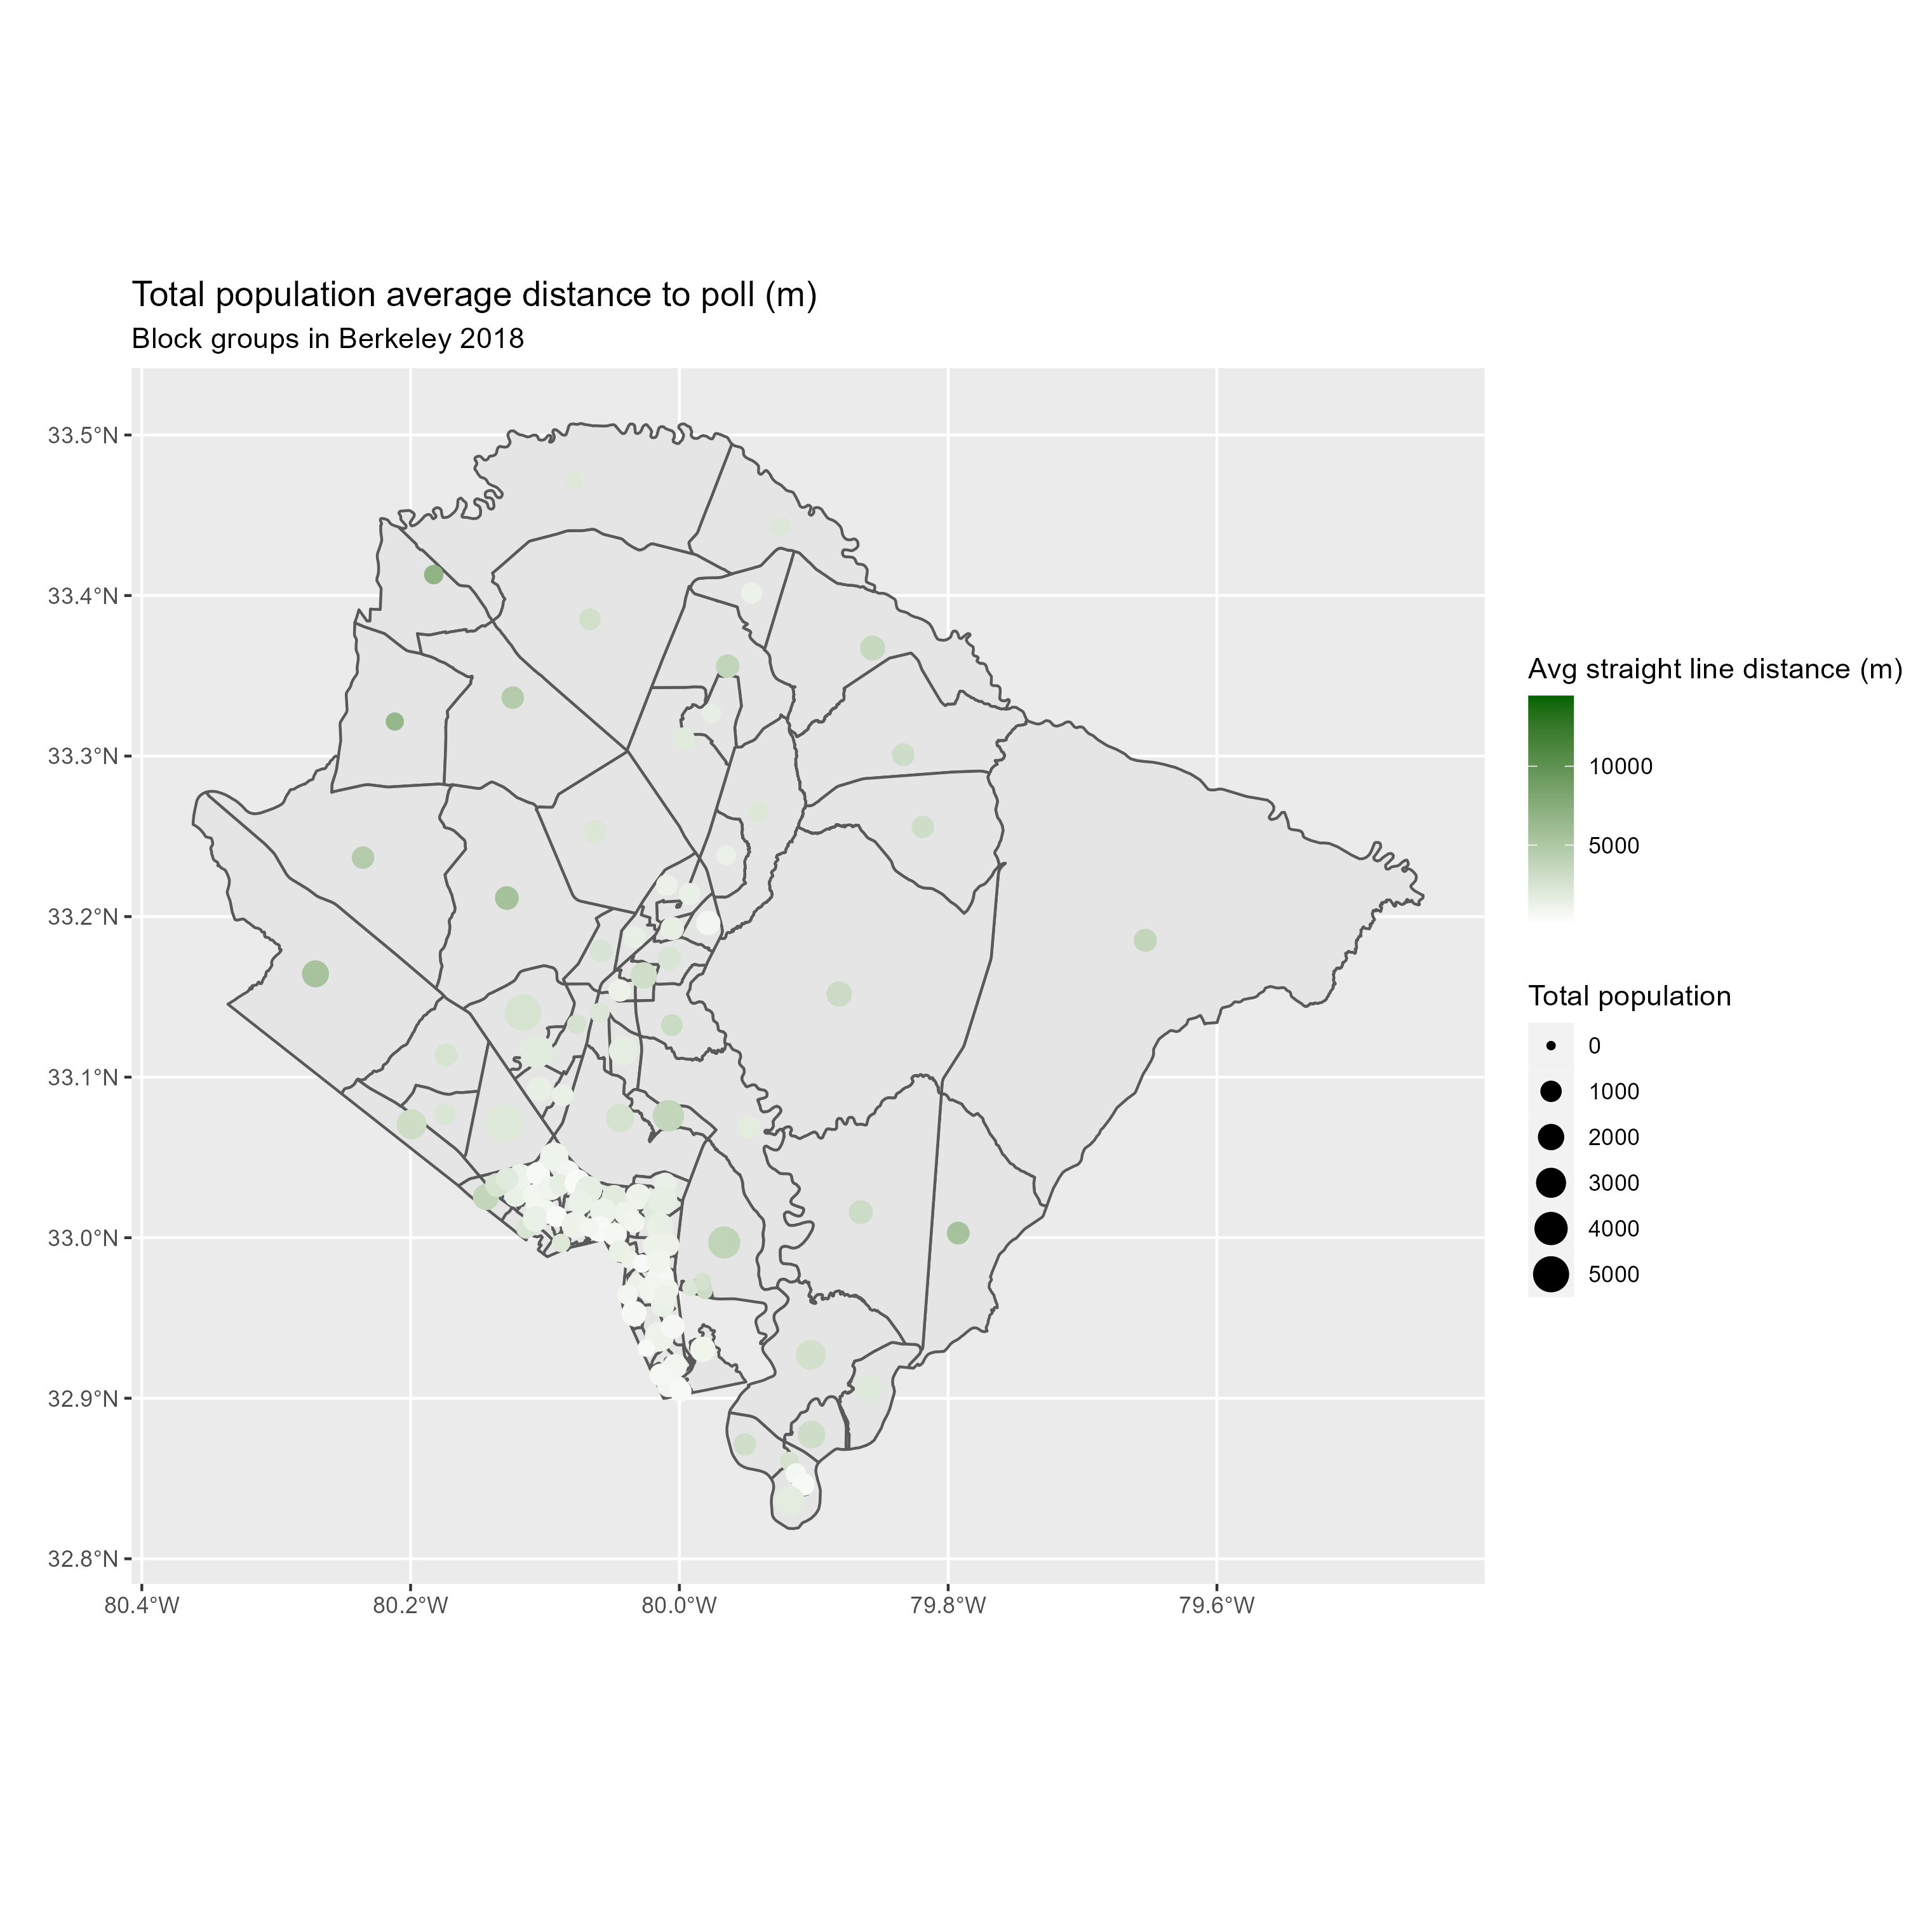 Total population average distance to poll (m)
Block groups in Berkeley 2018
33.5°N
33.4°N
33.3°N
33.2°N
33.1°N
33.0°N
32.9°N
32.8°N
80.4°W
80.2°W
80.0°W
79.8°W
79.6°W
Avg straight line distance (m)
10000
5000
Total population
0
1000
2000
3000
4000
5000